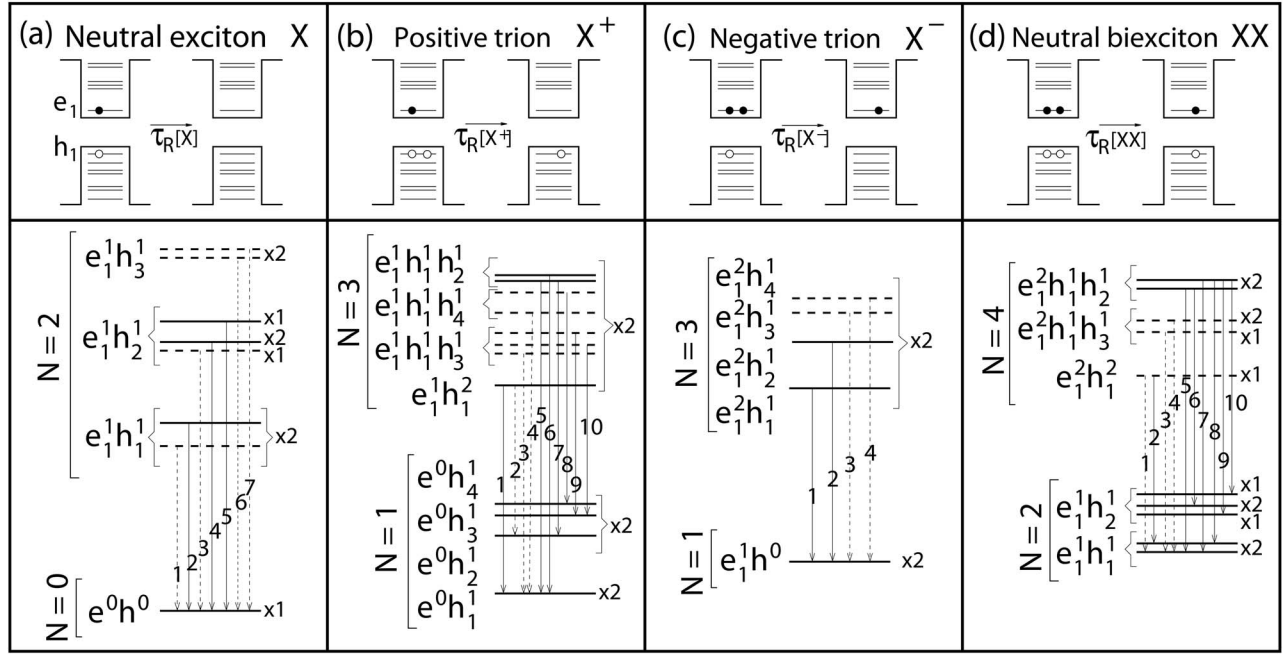 (a) Neutral exciton X
e₁
h₁
τ_R[X]
N = 2
e₁¹h₃¹
x2
e₁¹h₂¹
x1
x2
x1
e₁¹h₁¹
x2
1 2 3 4 5 6 7
N = 0
e⁰h⁰
x1
(b) Positive trion X⁺
τ_R[X+]
N = 3
e₁¹h₁¹h₂¹
e₁¹h₁¹h₄¹
e₁¹h₁¹h₃¹
e₁¹h₁²
x2
1 2 3 4 5 6 7 8 9 10
N = 1
e⁰h₄¹
e⁰h₃¹
e⁰h₂¹
e⁰h₁¹
x2
x2
(c) Negative trion X⁻
τ_R[X-]
N = 3
e₁²h₄¹
e₁²h₃¹
e₁²h₂¹
e₁²h₁¹
x2
1 2 3 4
N = 1
e₁¹h⁰
x2
(d) Neutral biexciton XX
τ_R[XX]
N = 4
e₁²h₁¹h₂¹
x2
e₁²h₁¹h₃¹
x2
x1
e₁²h₁²
x1
1 2 3 4 5 6 7 8 9 10
N = 2
e₁¹h₂¹
x1
x2
x1
e₁¹h₁¹
x2